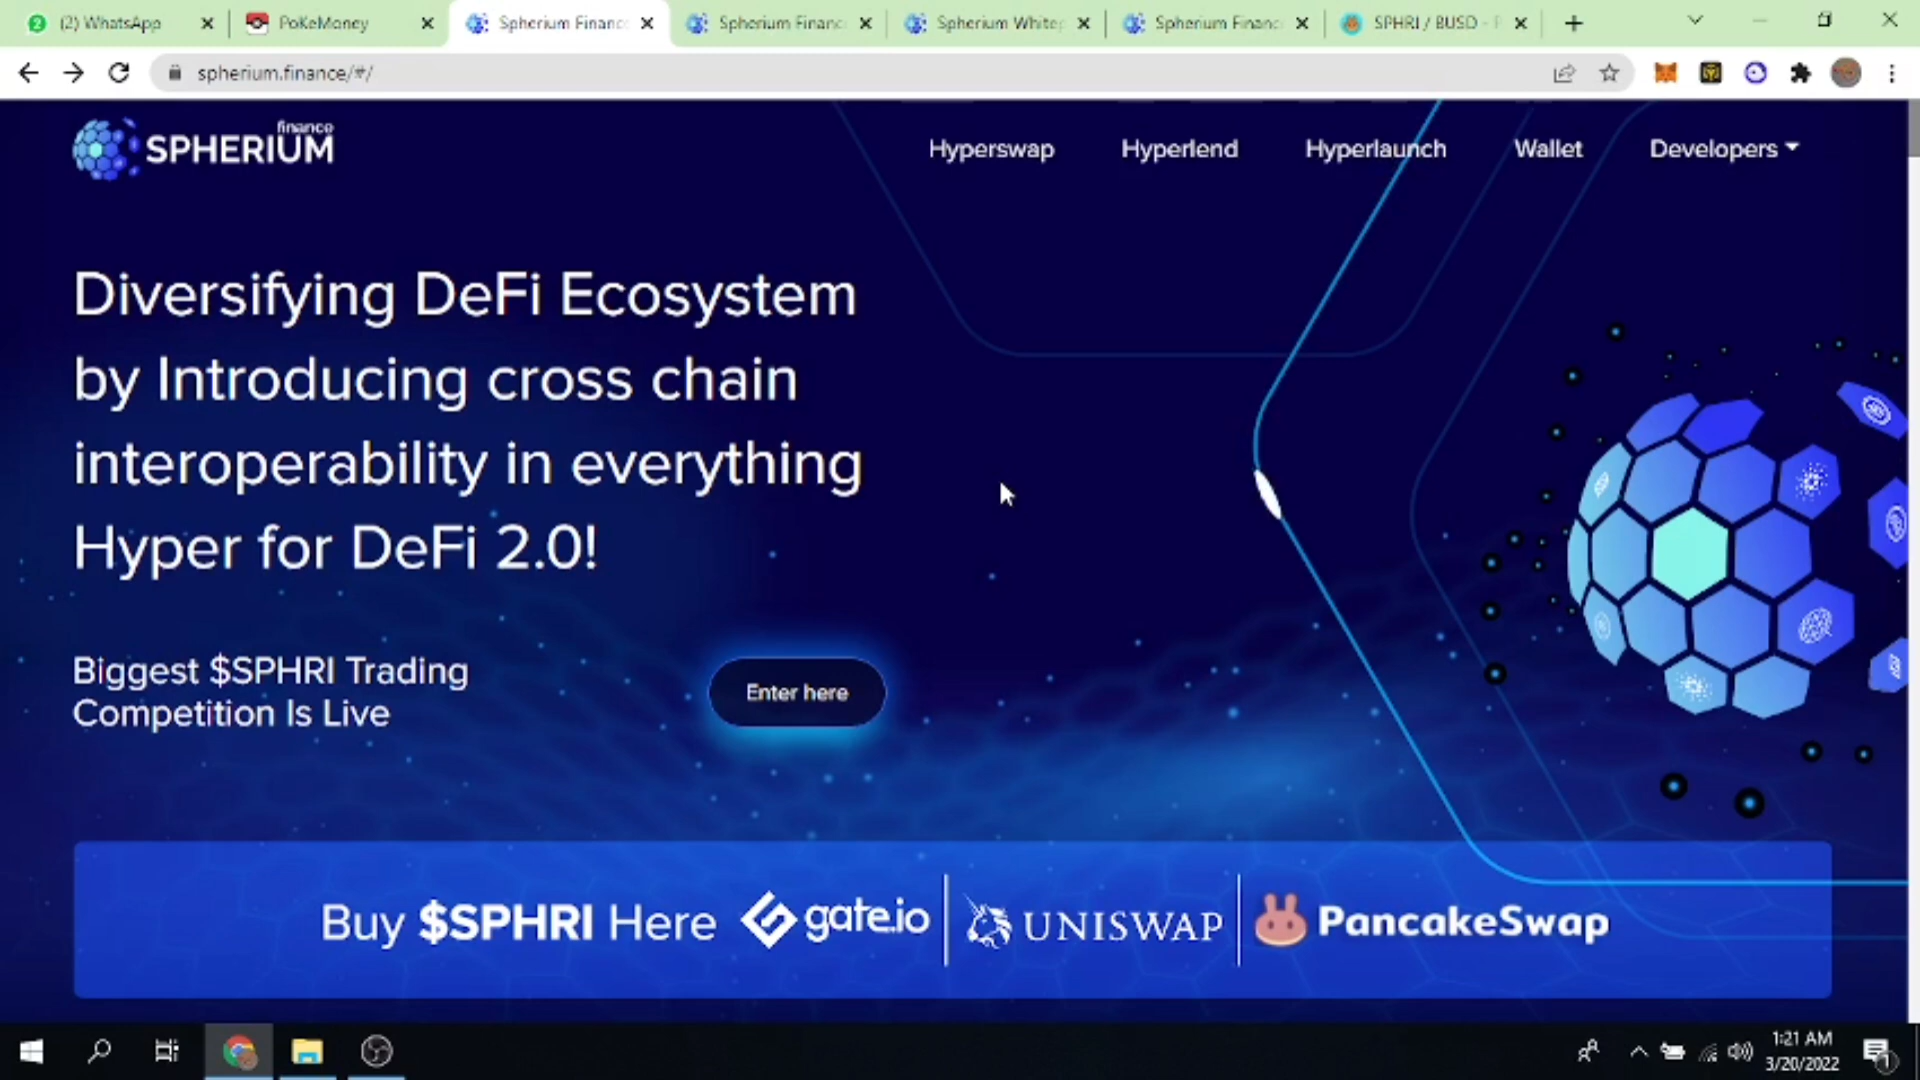 (2) WhatsApp
PoKeMoney
Spherium Financ
Spherium Financ
Spherium Whitep
Spherium Financ
SPHRI / BUSD - P
spherium.finance/#/
finance
SPHERIUM
Hyperswap
Hyperlend
Hyperlaunch
Wallet
Developers
Diversifying DeFi Ecosystem
by Introducing cross chain
interoperability in everything
Hyper for DeFi 2.0!
Biggest $SPHRI Trading
Competition Is Live
Enter here
Buy $SPHRI Here gate.io UNISWAP PancakeSwap
1:21 AM
3/20/2022